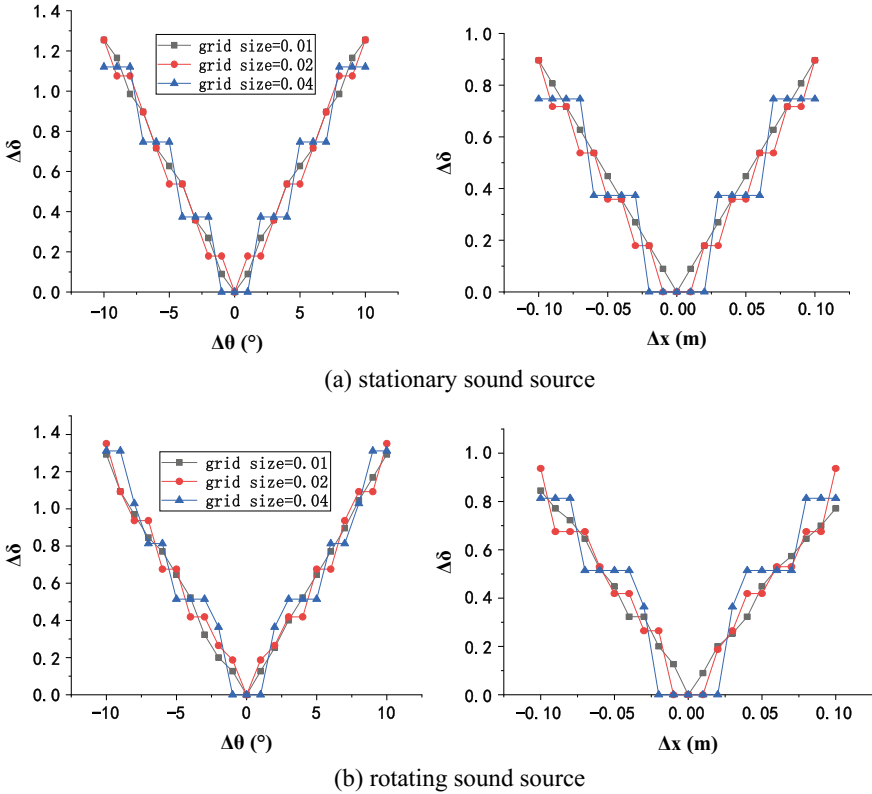 1.4
1.2
1.0
0.8
0.6
0.4
0.2
0.0
Δδ
grid size=0.01
grid size=0.02
grid size=0.04
-10 -5 0 5 10
Δθ (°)
1.0
0.8
0.6
0.4
0.2
0.0
Δδ
-0.10 -0.05 0.00 0.05 0.10
Δx (m)
(a) stationary sound source
1.4
1.2
1.0
0.8
0.6
0.4
0.2
0.0
Δδ
grid size=0.01
grid size=0.02
grid size=0.04
-10 -5 0 5 10
Δθ (°)
1.0
0.8
0.6
0.4
0.2
0.0
Δδ
-0.10 -0.05 0.00 0.05 0.10
Δx (m)
(b) rotating sound source